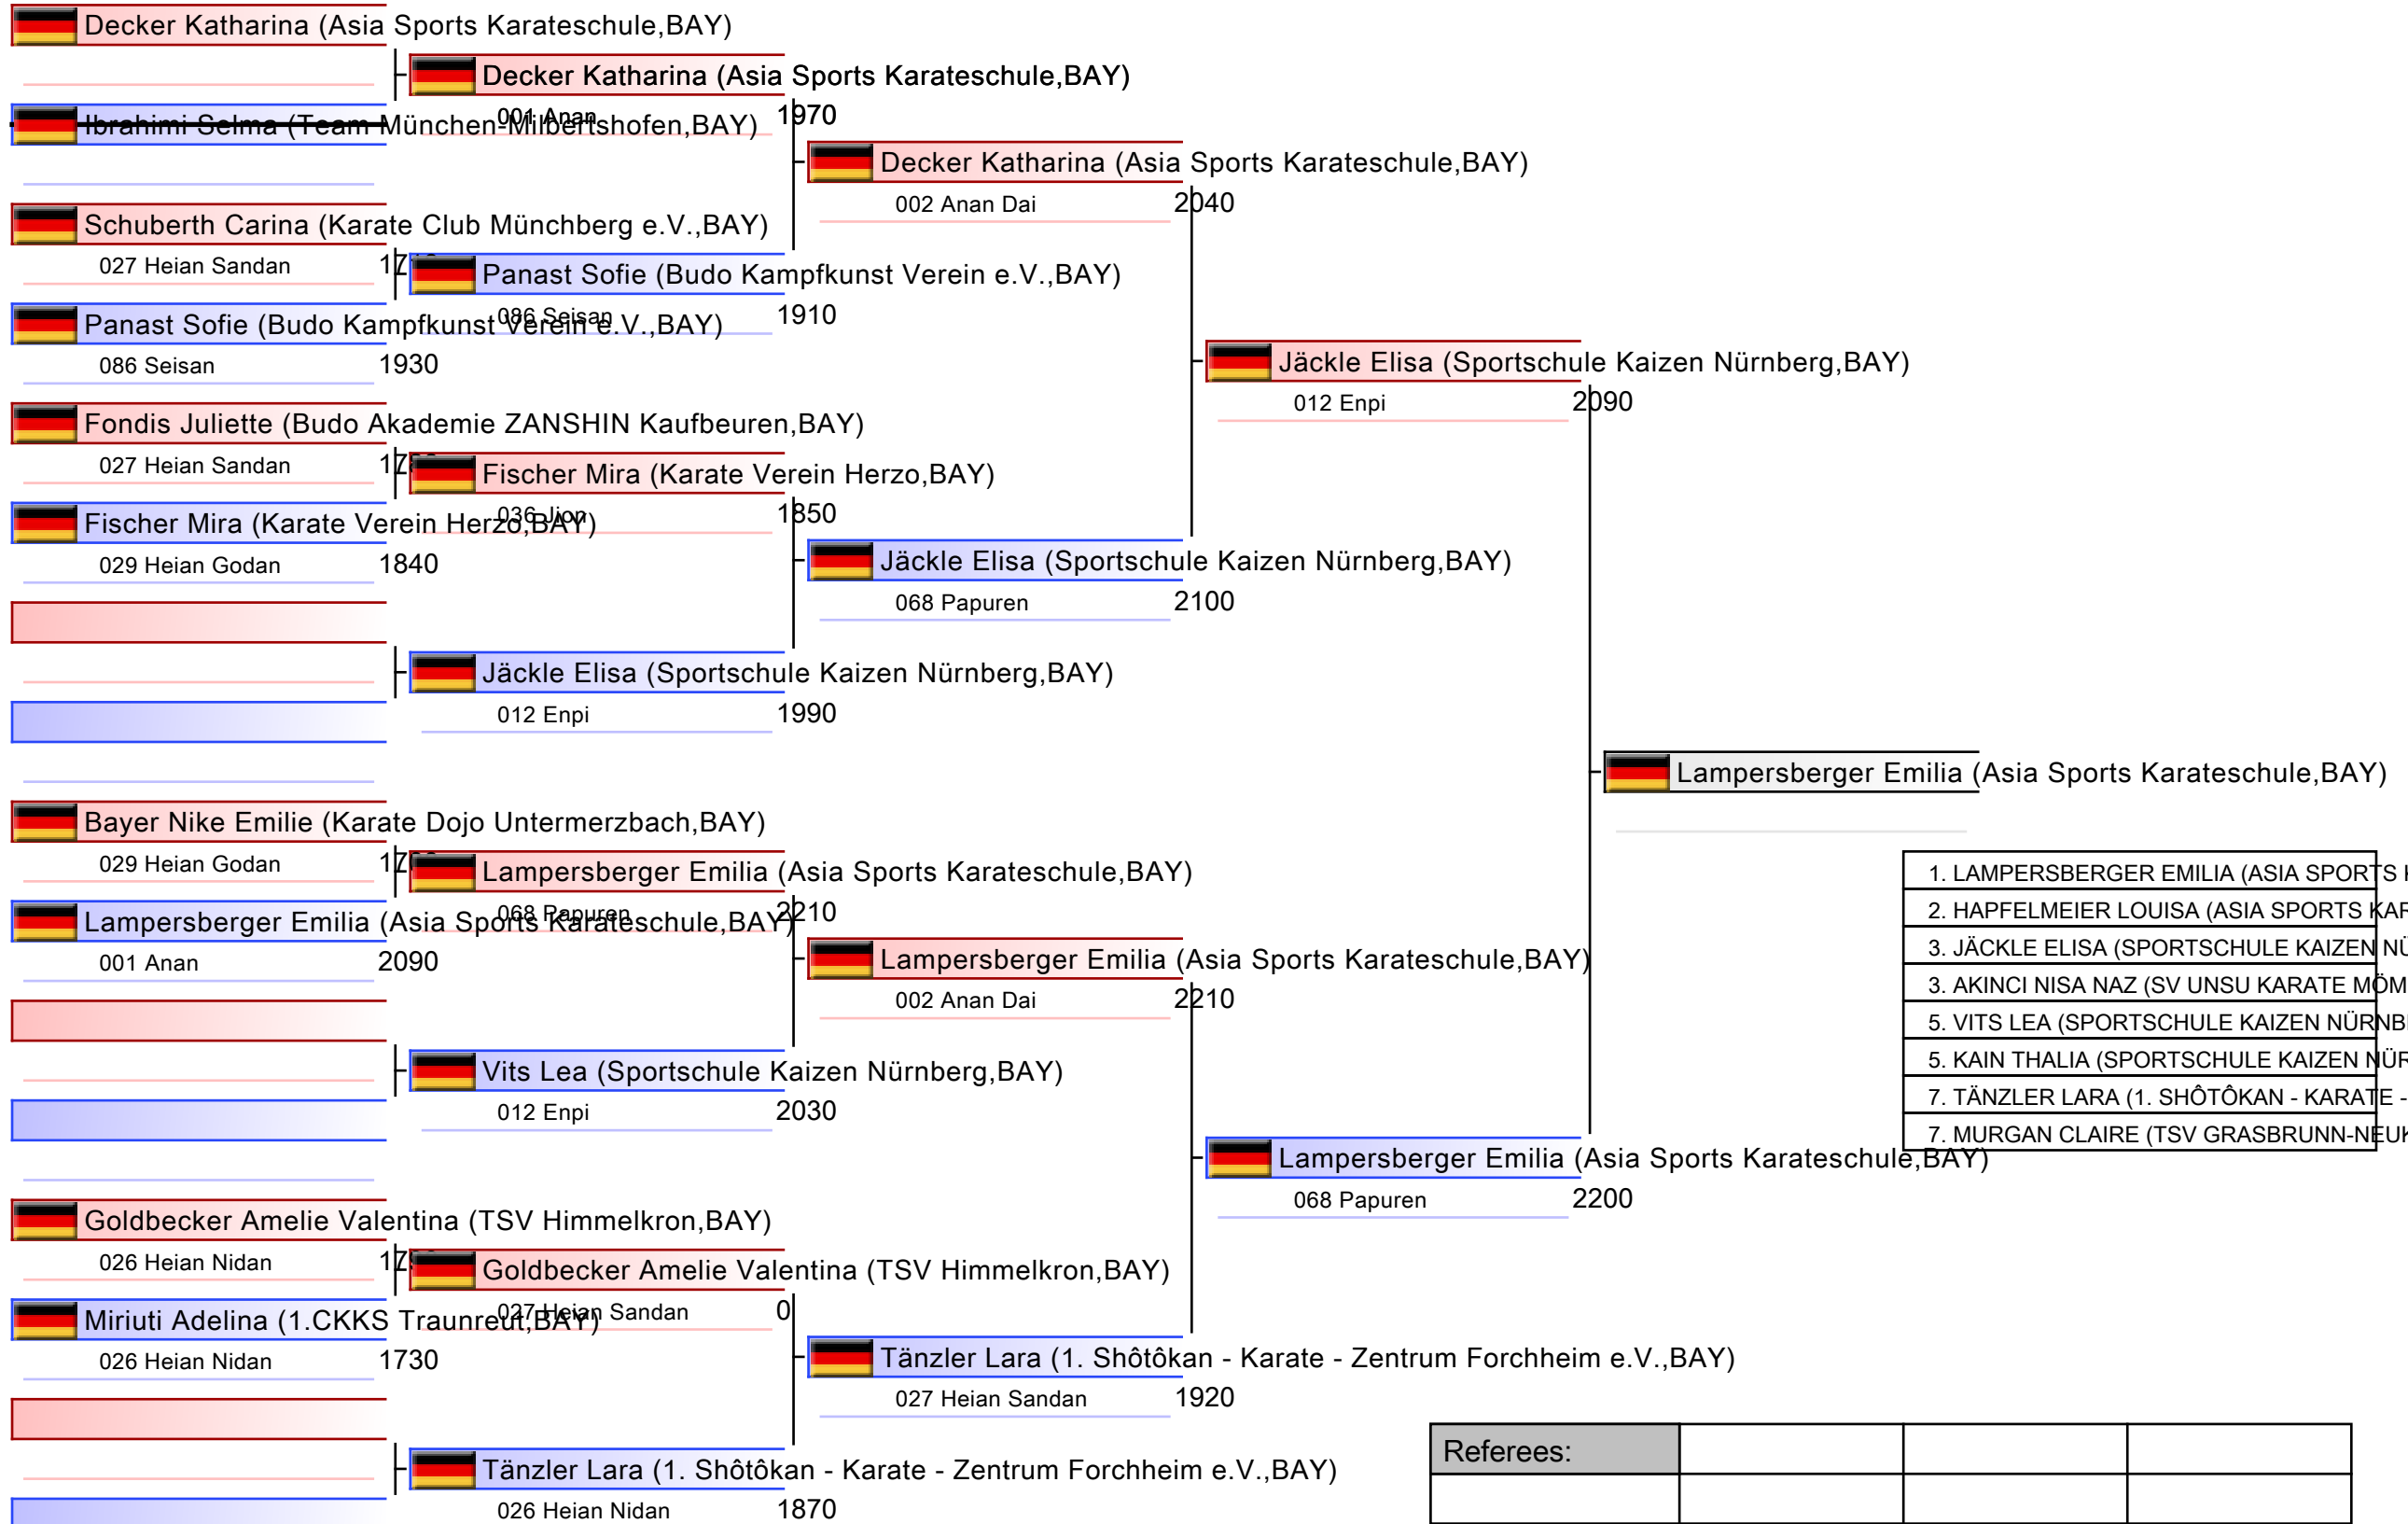 Decker Katharina (Asia Sports Karateschule,BAY)
Decker Katharina (Asia Sports Karateschule,BAY)
001 Anan 1970
Ibrahimi Selma (Team München-Milbertshofen,BAY)
Decker Katharina (Asia Sports Karateschule,BAY)
002 Anan Dai 2040
Schuberth Carina (Karate Club Münchberg e.V.,BAY)
027 Heian Sandan
Panast Sofie (Budo Kampfkunst Verein e.V.,BAY)
086 Seisan 1910
Panast Sofie (Budo Kampfkunst Verein e.V.,BAY)
086 Seisan 1930
Jäckle Elisa (Sportschule Kaizen Nürnberg,BAY)
012 Enpi 2090
Fondis Juliette (Budo Akademie ZANSHIN Kaufbeuren,BAY)
027 Heian Sandan
Fischer Mira (Karate Verein Herzo,BAY)
036 Jion 1850
Fischer Mira (Karate Verein Herzo,BAY)
029 Heian Godan 1840
Jäckle Elisa (Sportschule Kaizen Nürnberg,BAY)
068 Papuren 2100
Jäckle Elisa (Sportschule Kaizen Nürnberg,BAY)
012 Enpi 1990
Lampersberger Emilia (Asia Sports Karateschule,BAY)
Bayer Nike Emilie (Karate Dojo Untermerzbach,BAY)
029 Heian Godan
Lampersberger Emilia (Asia Sports Karateschule,BAY)
068 Papuren 2210
Lampersberger Emilia (Asia Sports Karateschule,BAY)
001 Anan 2090
Lampersberger Emilia (Asia Sports Karateschule,BAY)
002 Anan Dai 2210
Vits Lea (Sportschule Kaizen Nürnberg,BAY)
012 Enpi 2030
1. LAMPERSBERGER EMILIA (ASIA SPORTS
2. HAPFELMEIER LOUISA (ASIA SPORTS KAR
3. JÄCKLE ELISA (SPORTSCHULE KAIZEN NÜ
3. AKINCI NISA NAZ (SV UNSU KARATE MÖM
5. VITS LEA (SPORTSCHULE KAIZEN NÜRNB
5. KAIN THALIA (SPORTSCHULE KAIZEN NÜR
7. TÄNZLER LARA (1. SHÔTÔKAN - KARATE -
7. MURGAN CLAIRE (TSV GRASBRUNN-NEUK
Lampersberger Emilia (Asia Sports Karateschule,BAY)
068 Papuren 2200
Goldbecker Amelie Valentina (TSV Himmelkron,BAY)
026 Heian Nidan
Goldbecker Amelie Valentina (TSV Himmelkron,BAY)
027 Heian Sandan 0
Miriuti Adelina (1.CKKS Traunreut,BAY)
026 Heian Nidan 1730
Tänzler Lara (1. Shôtôkan - Karate - Zentrum Forchheim e.V.,BAY)
027 Heian Sandan 1920
Tänzler Lara (1. Shôtôkan - Karate - Zentrum Forchheim e.V.,BAY)
026 Heian Nidan 1870
Referees: